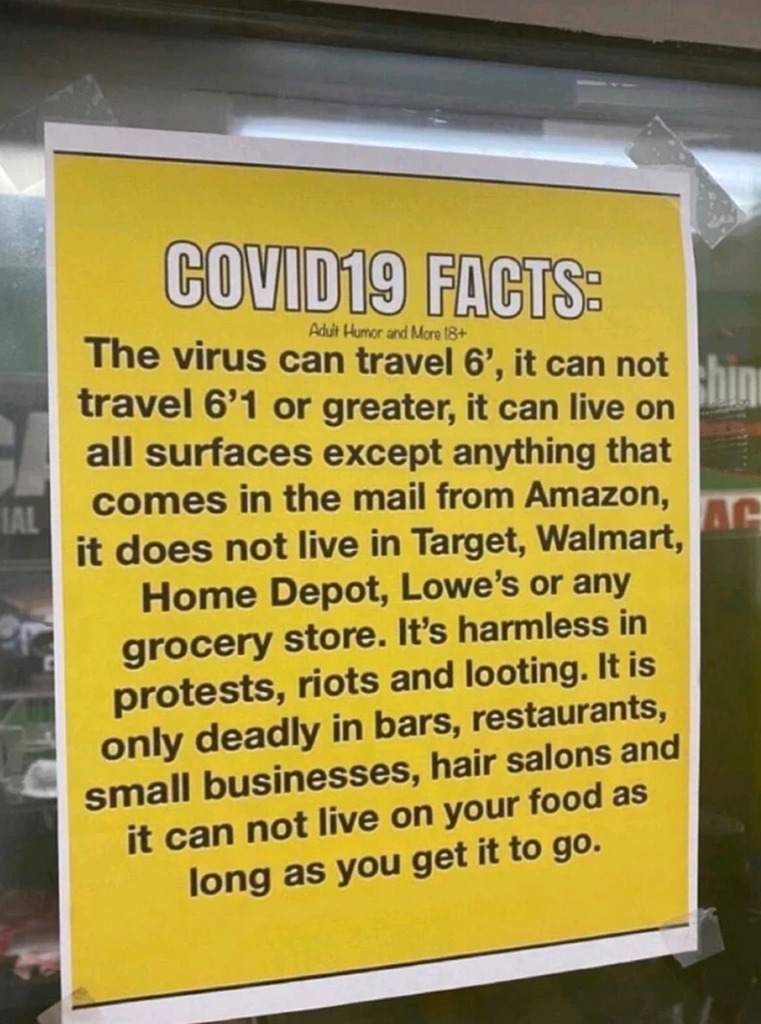 COVID19 FACTS:
Adult Humor and More 18+
The virus can travel 6', it can not
travel 6'1 or greater, it can live on
all surfaces except anything that
comes in the mail from Amazon,
it does not live in Target, Walmart,
Home Depot, Lowe's or any
grocery store. It's harmless in
protests, riots and looting. It is
only deadly in bars, restaurants,
small businesses, hair salons and
it can not live on your food as
long as you get it to go.